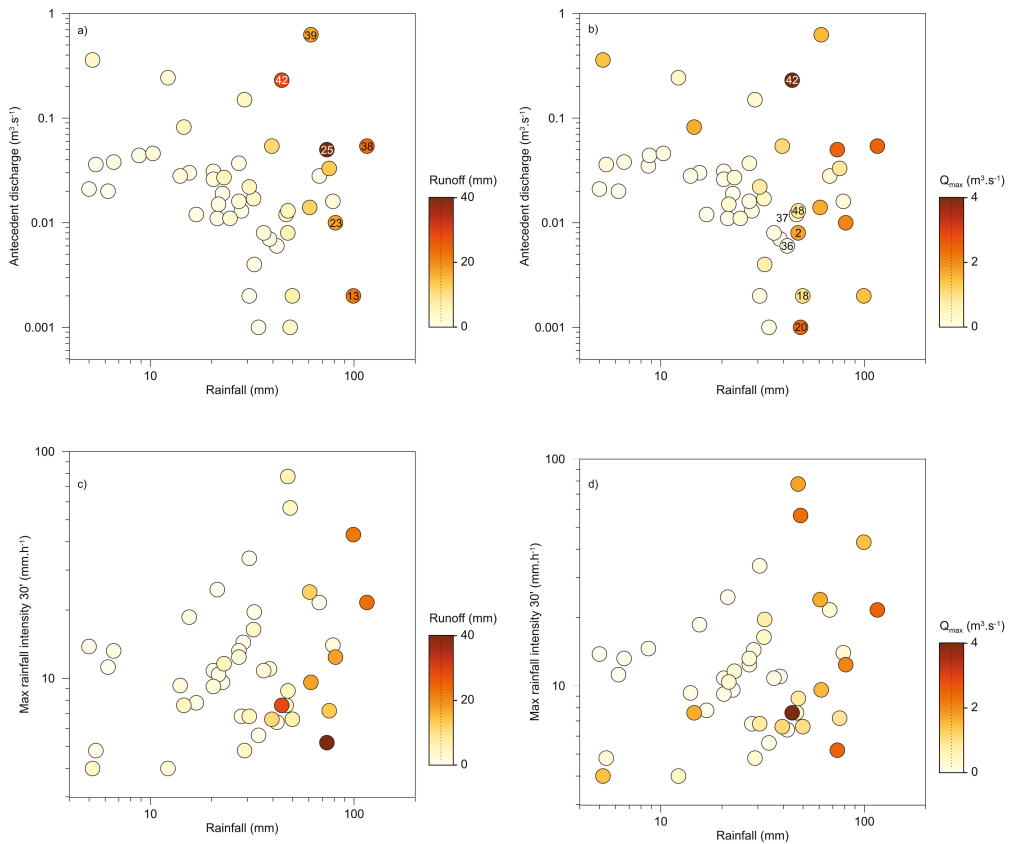 a)
1
0.1
0.01
0.001
Antecedent discharge (m³.s⁻¹)
39
42
25
38
23
13
10
100
Rainfall (mm)
Runoff (mm)
40
20
0
b)
1
0.1
0.01
0.001
Antecedent discharge (m³.s⁻¹)
42
48
37
2
36
18
20
10
100
Rainfall (mm)
Qmax (m³.s⁻¹)
4
2
0
c)
100
10
Max rainfall intensity 30' (mm.h⁻¹)
10
100
Rainfall (mm)
Runoff (mm)
40
20
0
d)
100
10
Max rainfall intensity 30' (mm.h⁻¹)
10
100
Rainfall (mm)
Qmax (m³.s⁻¹)
4
2
0